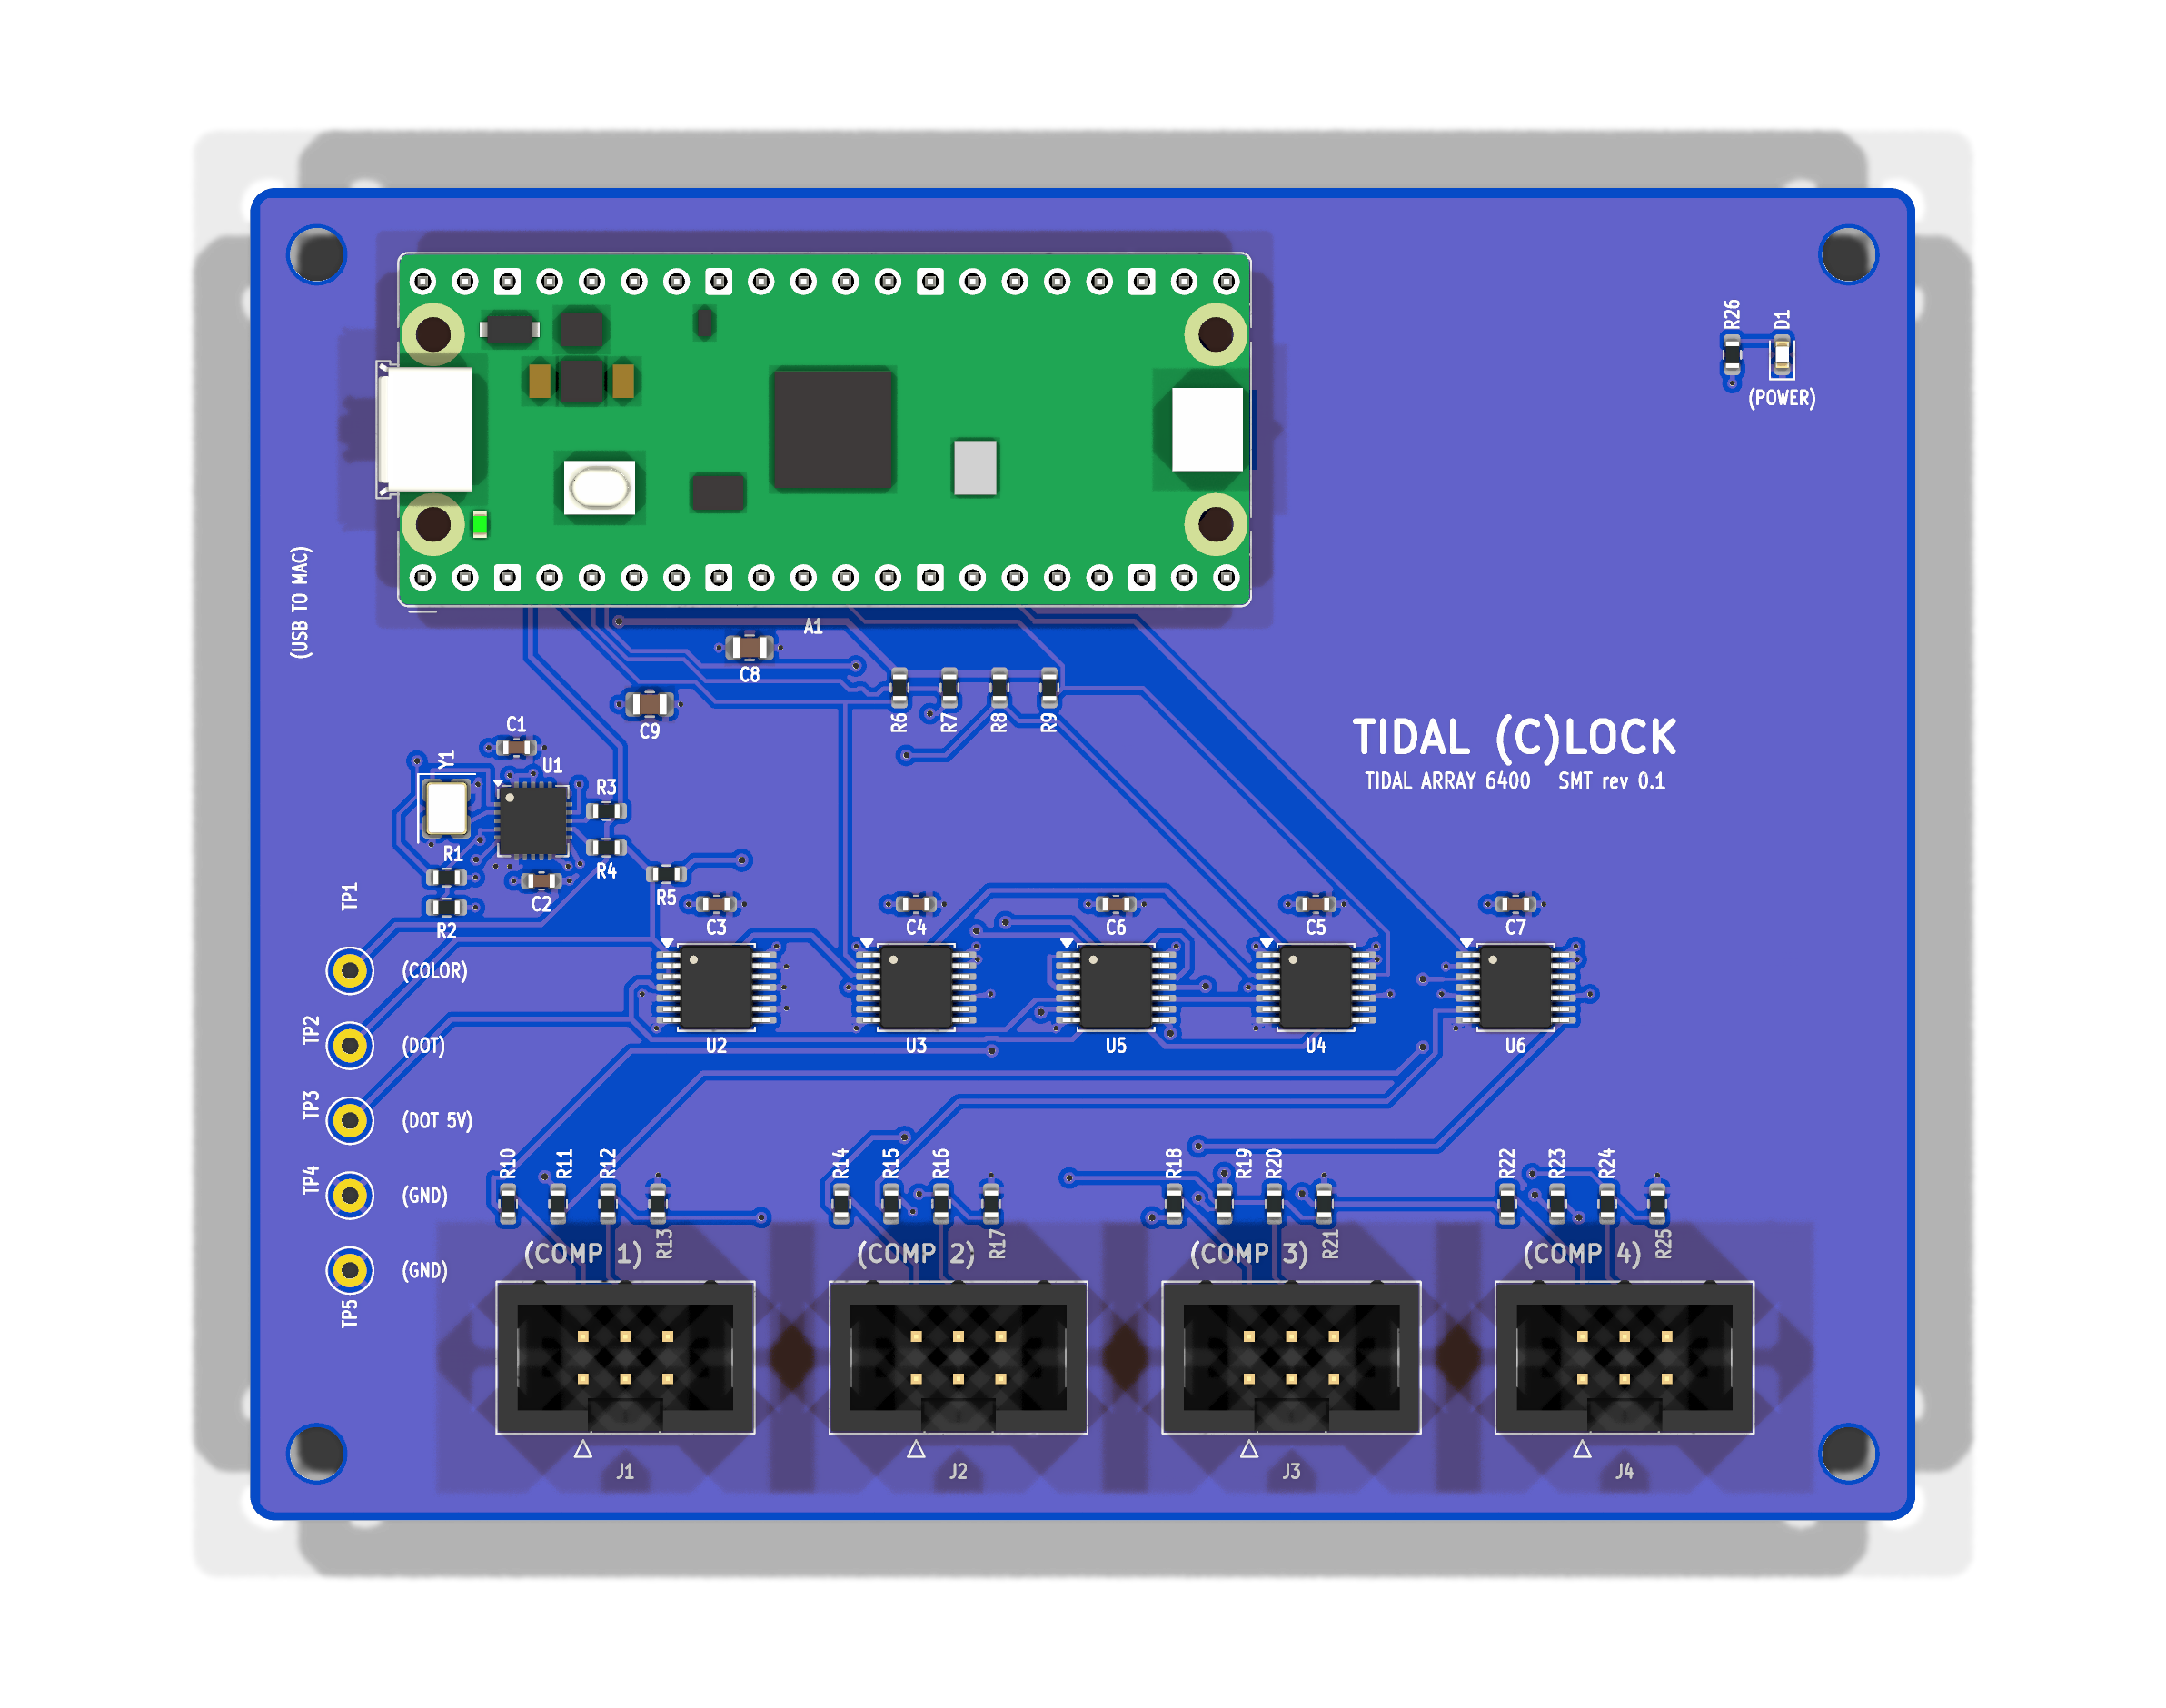 R26
D1
(POWER)
(USB TO MAC)
A1
C8
C9
R6
R7
R8
R9
TIDAL (C)LOCK
TIDAL ARRAY 6400 SMT rev 0.1
C1
Y1
U1
R3
R1
R4
C2
R2
R5
TP1
C3
C4
C6
C5
C7
(COLOR)
TP2
(DOT)
U2
U3
U5
U4
U6
TP3
(DOT 5V)
TP4
(GND)
R10
R11
R12
R14
R15
R16
R18
R19
R20
R22
R23
R24
(COMP 1)
R13
(COMP 2)
R17
(COMP 3)
R21
(COMP 4)
R25
(GND)
TP5
J1
J2
J3
J4